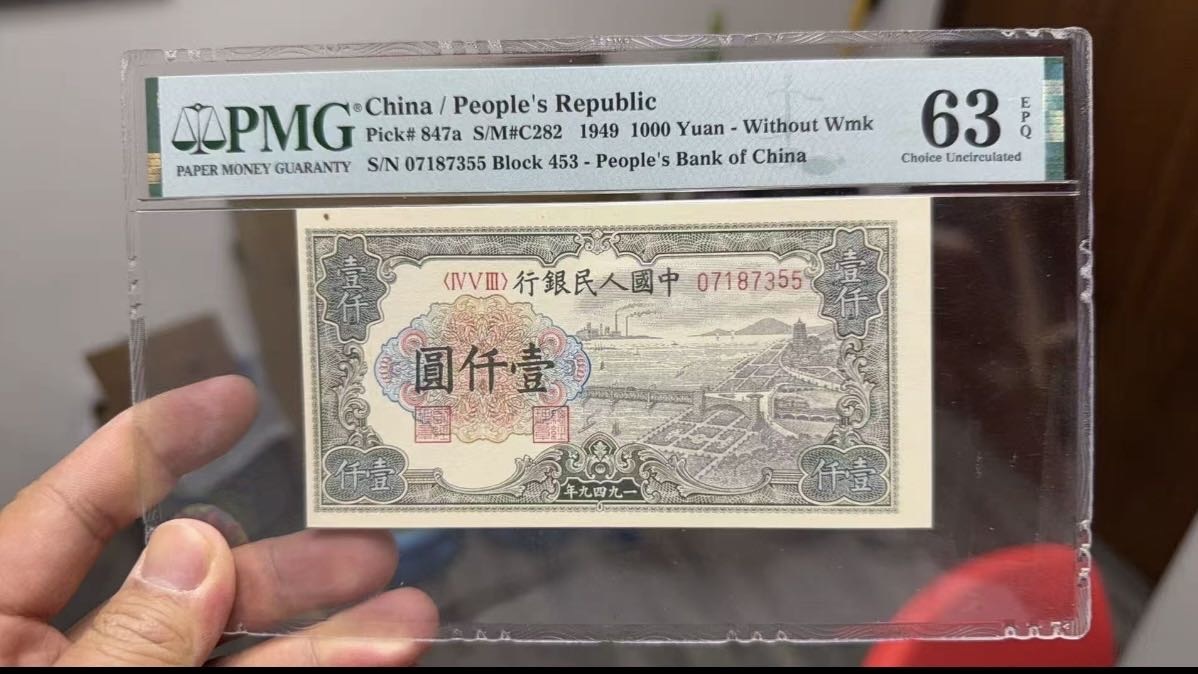 PMG®
PAPER MONEY GUARANTY
China / People's Republic
Pick# 847a S/M#C282 1949 1000 Yuan - Without Wmk
S/N 07187355 Block 453 - People's Bank of China
63
EPQ
Choice Uncirculated
壹仟
壹仟
〈ⅣⅤⅢ〉 行銀民人國中 07187355
圓仟壹
仟壹
年九四九一
仟壹